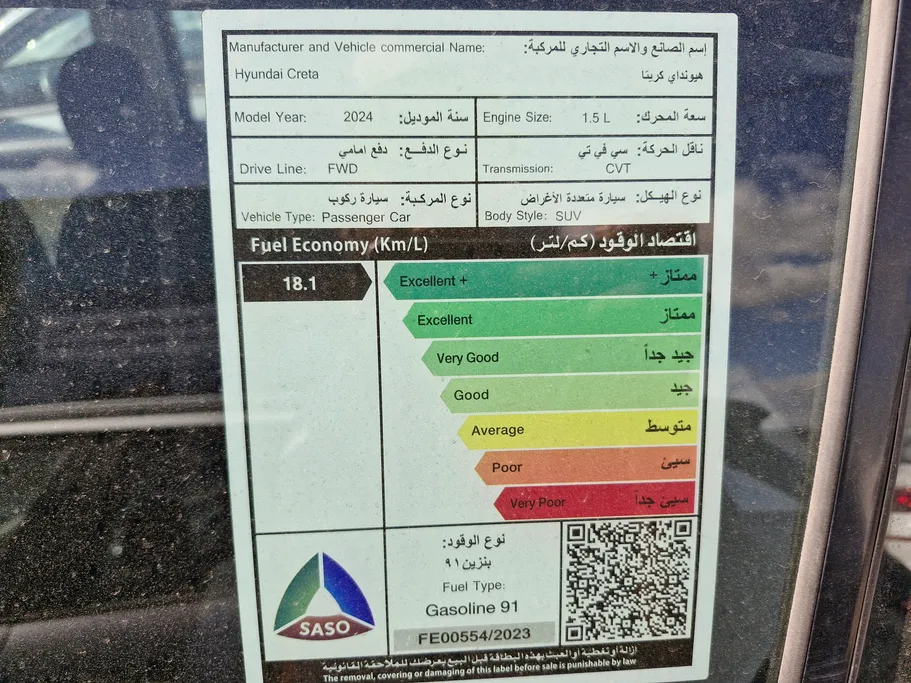 Manufacturer and Vehicle commercial Name: إسم الصانع والاسم التجاري للمركبة:
Hyundai Creta هيونداي كريتا
Model Year: 2024 سنة الموديل:
Engine Size: 1.5 L سعة المحرك:
نوع الدفع: دفع امامي
Drive Line: FWD
ناقل الحركة: سي في تي
Transmission: CVT
نوع المركبة: سيارة ركوب
Vehicle Type: Passenger Car
نوع الهيكل: سيارة متعددة الأغراض
Body Style: SUV
Fuel Economy (Km/L) اقتصاد الوقود (كم/لتر)
18.1
Excellent + ممتاز +
Excellent ممتاز
Very Good جيد جداً
Good جيد
Average متوسط
Poor سيئ
Very Poor سيئ جداً
نوع الوقود:
بنزين ٩١
Fuel Type:
Gasoline 91
FE00554/2023
SASO
ازالة أو تغطية أو العبث بهذه البطاقة قبل البيع يعرضك للملاحقة القانونية
The removal, covering or damaging of this label before sale is punishable by law